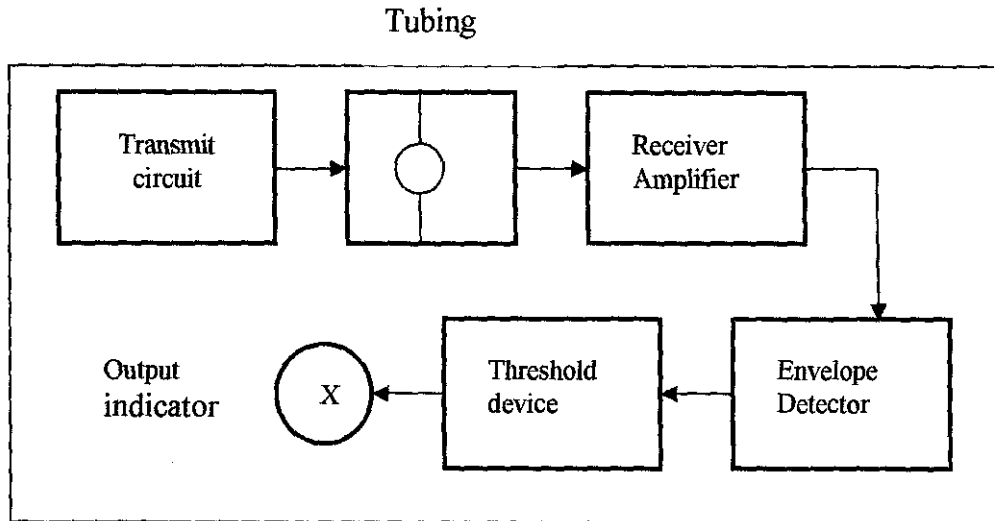 Tubing
Transmit
circuit
Receiver
Amplifier
Output
indicator
X
Threshold
device
Envelope
Detector